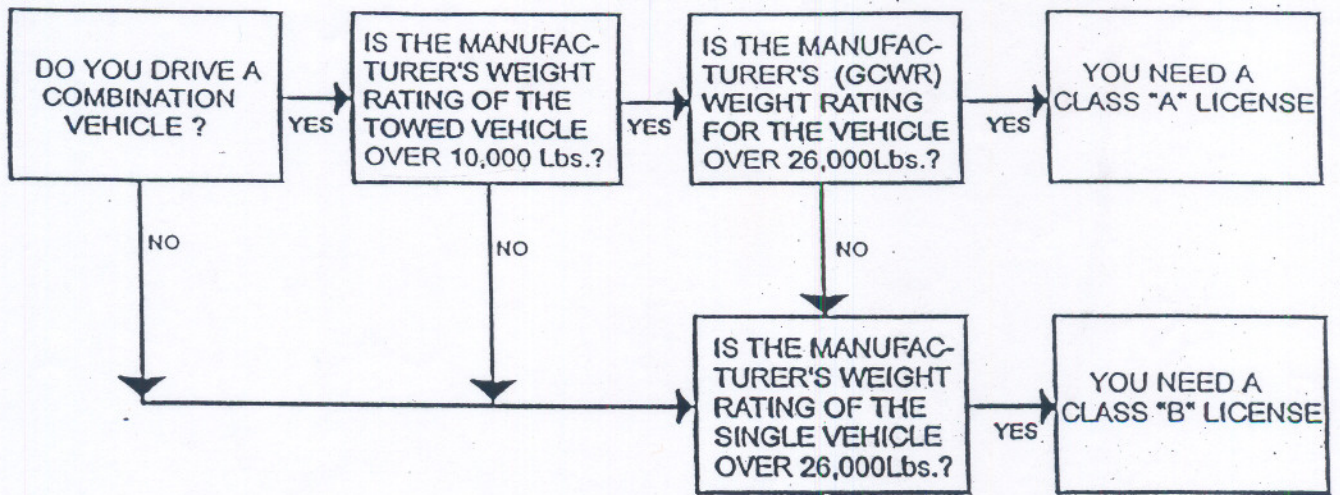 DO YOU DRIVE A
COMBINATION
VEHICLE ?
YES
NO
IS THE MANUFAC-
TURER'S WEIGHT
RATING OF THE
TOWED VEHICLE
OVER 10,000 Lbs.?
YES
NO
IS THE MANUFAC-
TURER'S (GCWR)
WEIGHT RATING
FOR THE VEHICLE
OVER 26,000Lbs.?
YES
NO
YOU NEED A
CLASS "A" LICENSE
IS THE MANUFAC-
TURER'S WEIGHT
RATING OF THE
SINGLE VEHICLE
OVER 26,000Lbs.?
YES
YOU NEED A
CLASS "B" LICENSE